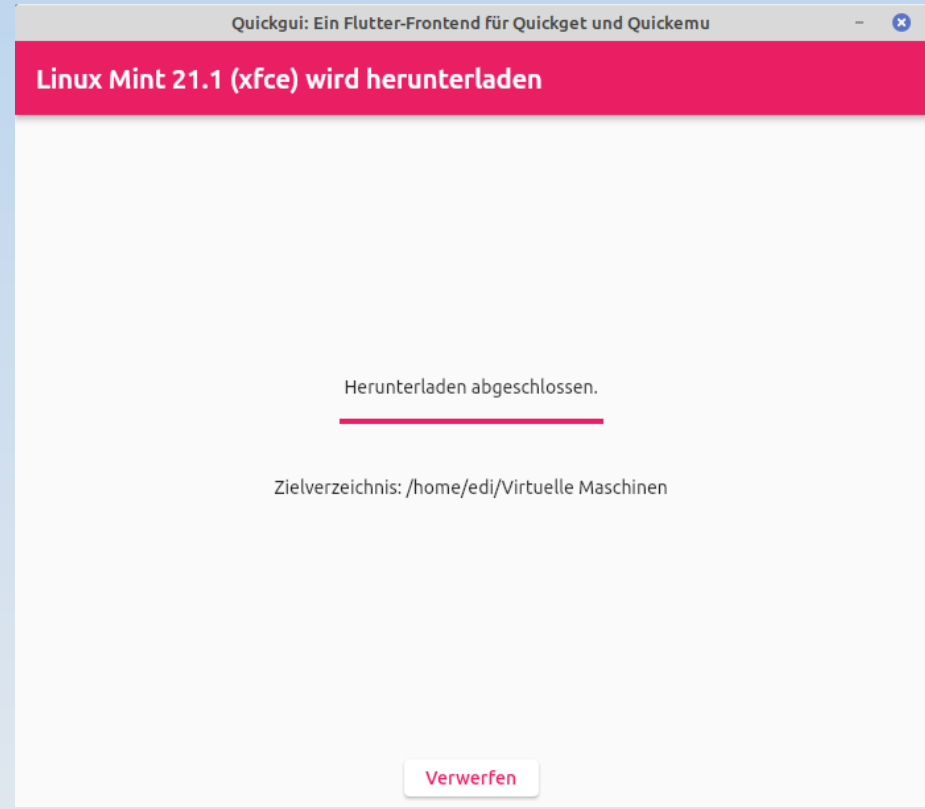 Quickgui: Ein Flutter-Frontend für Quickget und Quickemu
Linux Mint 21.1 (xfce) wird herunterladen
Herunterladen abgeschlossen.
Zielverzeichnis: /home/edi/Virtuelle Maschinen
Verwerfen